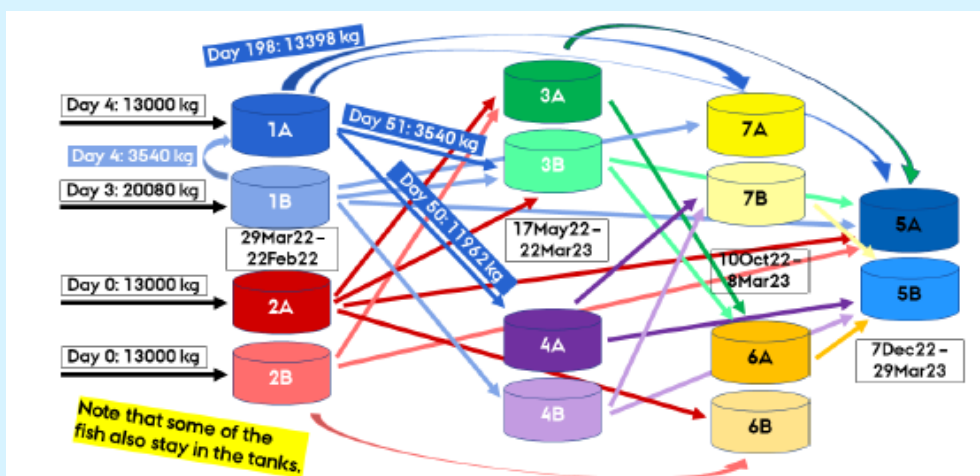 Day 198: 13398 kg
Day 4: 13000 kg
1A
Day 4: 3540 kg
Day 3: 20080 kg
1B
29Mar22 –
22Feb22
Day 0: 13000 kg
2A
Day 0: 13000 kg
2B
Note that some of the
fish also stay in the tanks.
Day 51: 3540 kg
Day 50: 11962 kg
3A
3B
17May22 –
22Mar23
4A
4B
7A
7B
10Oct22 –
8Mar23
6A
6B
5A
5B
7Dec22 –
29Mar23